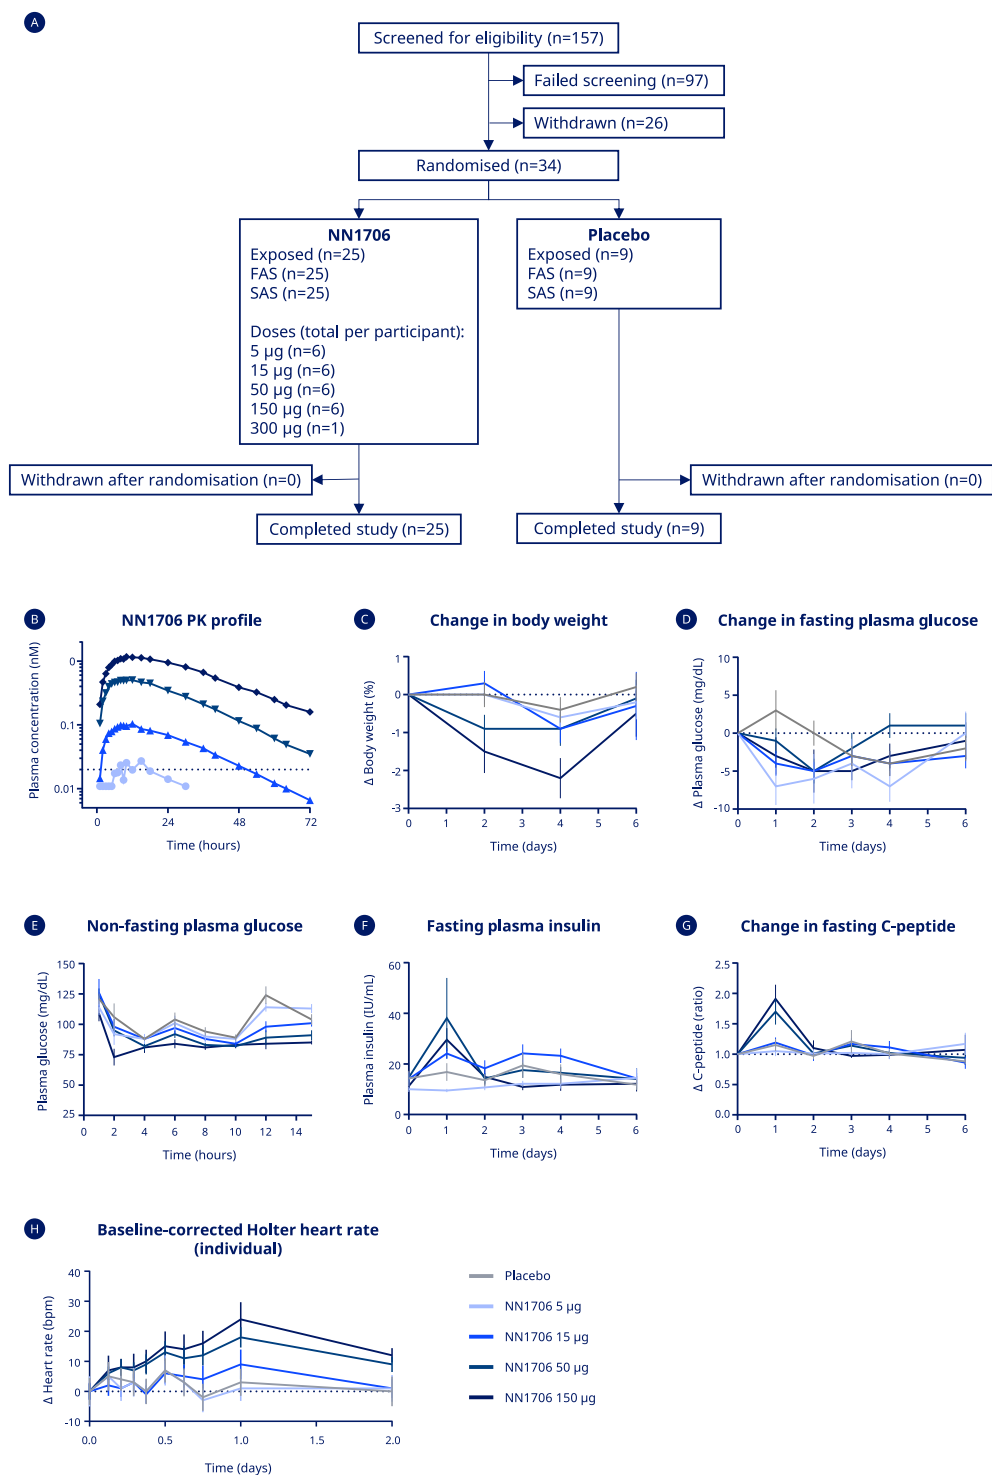 A
Screened for eligibility (n=157)
Failed screening (n=97)
Withdrawn (n=26)
Randomised (n=34)
NN1706
Exposed (n=25)
FAS (n=25)
SAS (n=25)
Doses (total per participant):
5 µg (n=6)
15 µg (n=6)
50 µg (n=6)
150 µg (n=6)
300 µg (n=1)
Placebo
Exposed (n=9)
FAS (n=9)
SAS (n=9)
Withdrawn after randomisation (n=0)
Withdrawn after randomisation (n=0)
Completed study (n=25)
Completed study (n=9)
B
NN1706 PK profile
Plasma concentration (nM)
0
0.1
0.01
0 24 48 72
Time (hours)
C
Change in body weight
Δ Body weight (%)
1
0
-1
-2
-3
0 1 2 3 4 5 6
Time (days)
D
Change in fasting plasma glucose
Δ Plasma glucose (mg/dL)
10
5
0
-5
-10
0 1 2 3 4 5 6
Time (days)
E
Non-fasting plasma glucose
Plasma glucose (mg/dL)
150
125
100
75
50
25
0 2 4 6 8 10 12 14
Time (hours)
F
Fasting plasma insulin
Plasma insulin (IU/mL)
60
40
20
0
0 1 2 3 4 5 6
Time (days)
G
Change in fasting C-peptide
Δ C-peptide (ratio)
2.5
2.0
1.5
1.0
0.5
0.0
0 1 2 3 4 5 6
Time (days)
H
Baseline-corrected Holter heart rate
(individual)
Δ Heart rate (bpm)
40
30
20
10
0
-10
0.0 0.5 1.0 1.5 2.0
Time (days)
Placebo
NN1706 5 µg
NN1706 15 µg
NN1706 50 µg
NN1706 150 µg